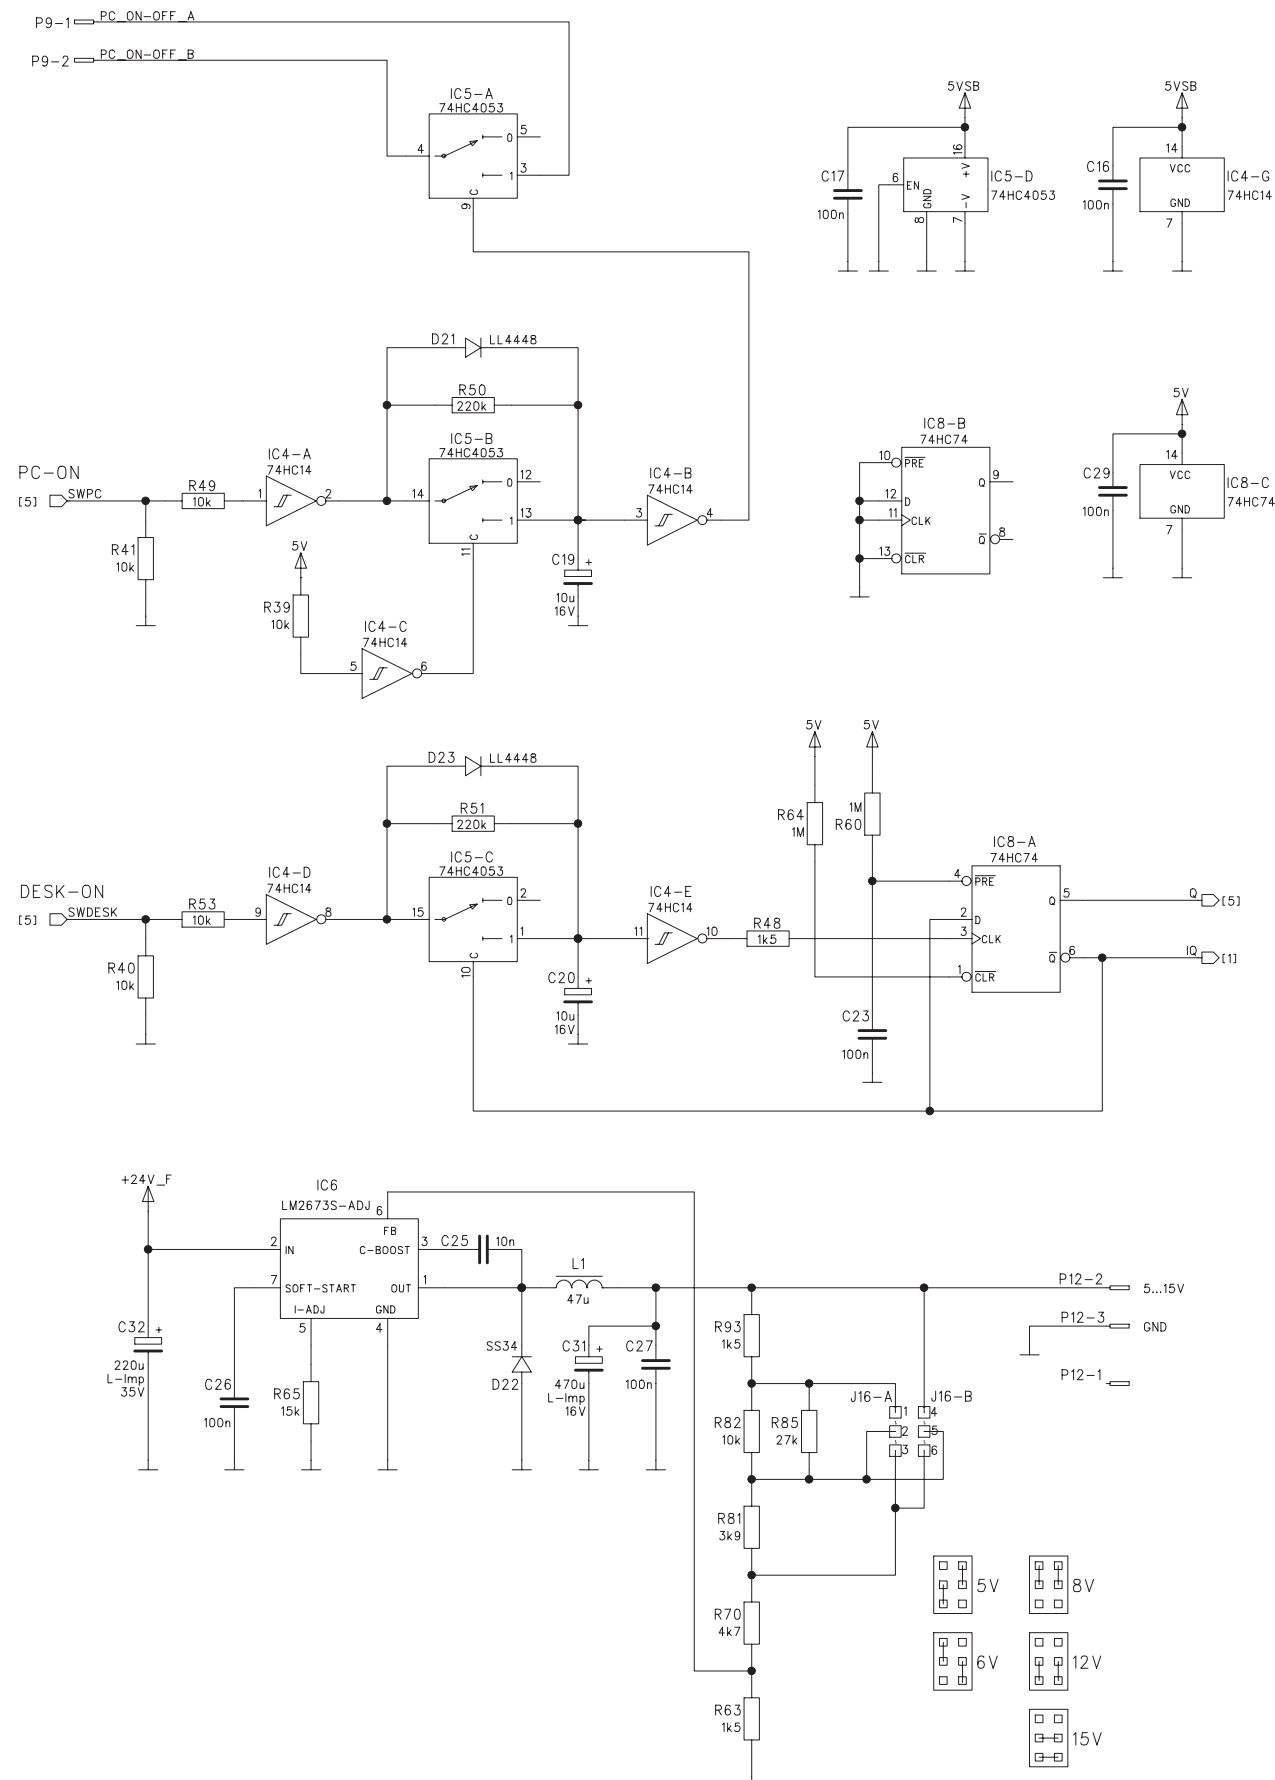 P9-1
PC_ON-OFF_A
P9-2
PC_ON-OFF_B
IC5-A
74HC4053
4
5
0
3
1
C
9
5VSB
16
+V
C17
100n
6
EN
GND
8
-V
7
IC5-D
74HC4053
5VSB
14
VCC
C16
100n
GND
7
IC4-G
74HC14
D21
LL4448
R50
220k
IC5-B
74HC4053
PC-ON
[5]
SWPC
R49
10k
R41
10k
IC4-A
74HC14
1
2
14
12
0
13
1
C
11
5V
R39
10k
IC4-C
74HC14
5
6
C19
+
10u
16V
IC4-B
74HC14
3
4
IC8-B
74HC74
10
PRE
12
D
11
CLK
13
CLR
Q
9
Q
8
5V
14
VCC
C29
100n
GND
7
IC8-C
74HC74
D23
LL4448
R51
220k
IC5-C
74HC4053
DESK-ON
[5]
SWDESK
R53
10k
R40
10k
IC4-D
74HC14
9
8
15
2
0
1
1
C
10
C20
+
10u
16V
IC4-E
74HC14
11
10
R48
1k5
5V
R64
1M
5V
1M
R60
C23
100n
IC8-A
74HC74
4
PRE
2
D
3
CLK
1
CLR
Q
5
Q
6
Q
[5]
IQ
[1]
+24V_F
IC6
LM2673S-ADJ
6
FB
2
IN
C-BOOST
3
C25
10n
7
SOFT-START
OUT
1
I-ADJ
GND
5
4
L1
47u
C32
+
220u
L-Imp
35V
C26
100n
R65
15k
SS34
D22
C31
+
470u
L-Imp
16V
C27
100n
R93
1k5
R82
10k
R85
27k
J16-A
J16-B
1
4
2
5
3
6
R81
3k9
R70
4k7
R63
1k5
P12-2
5...15V
P12-3
GND
P12-1
5V
8V
6V
12V
15V